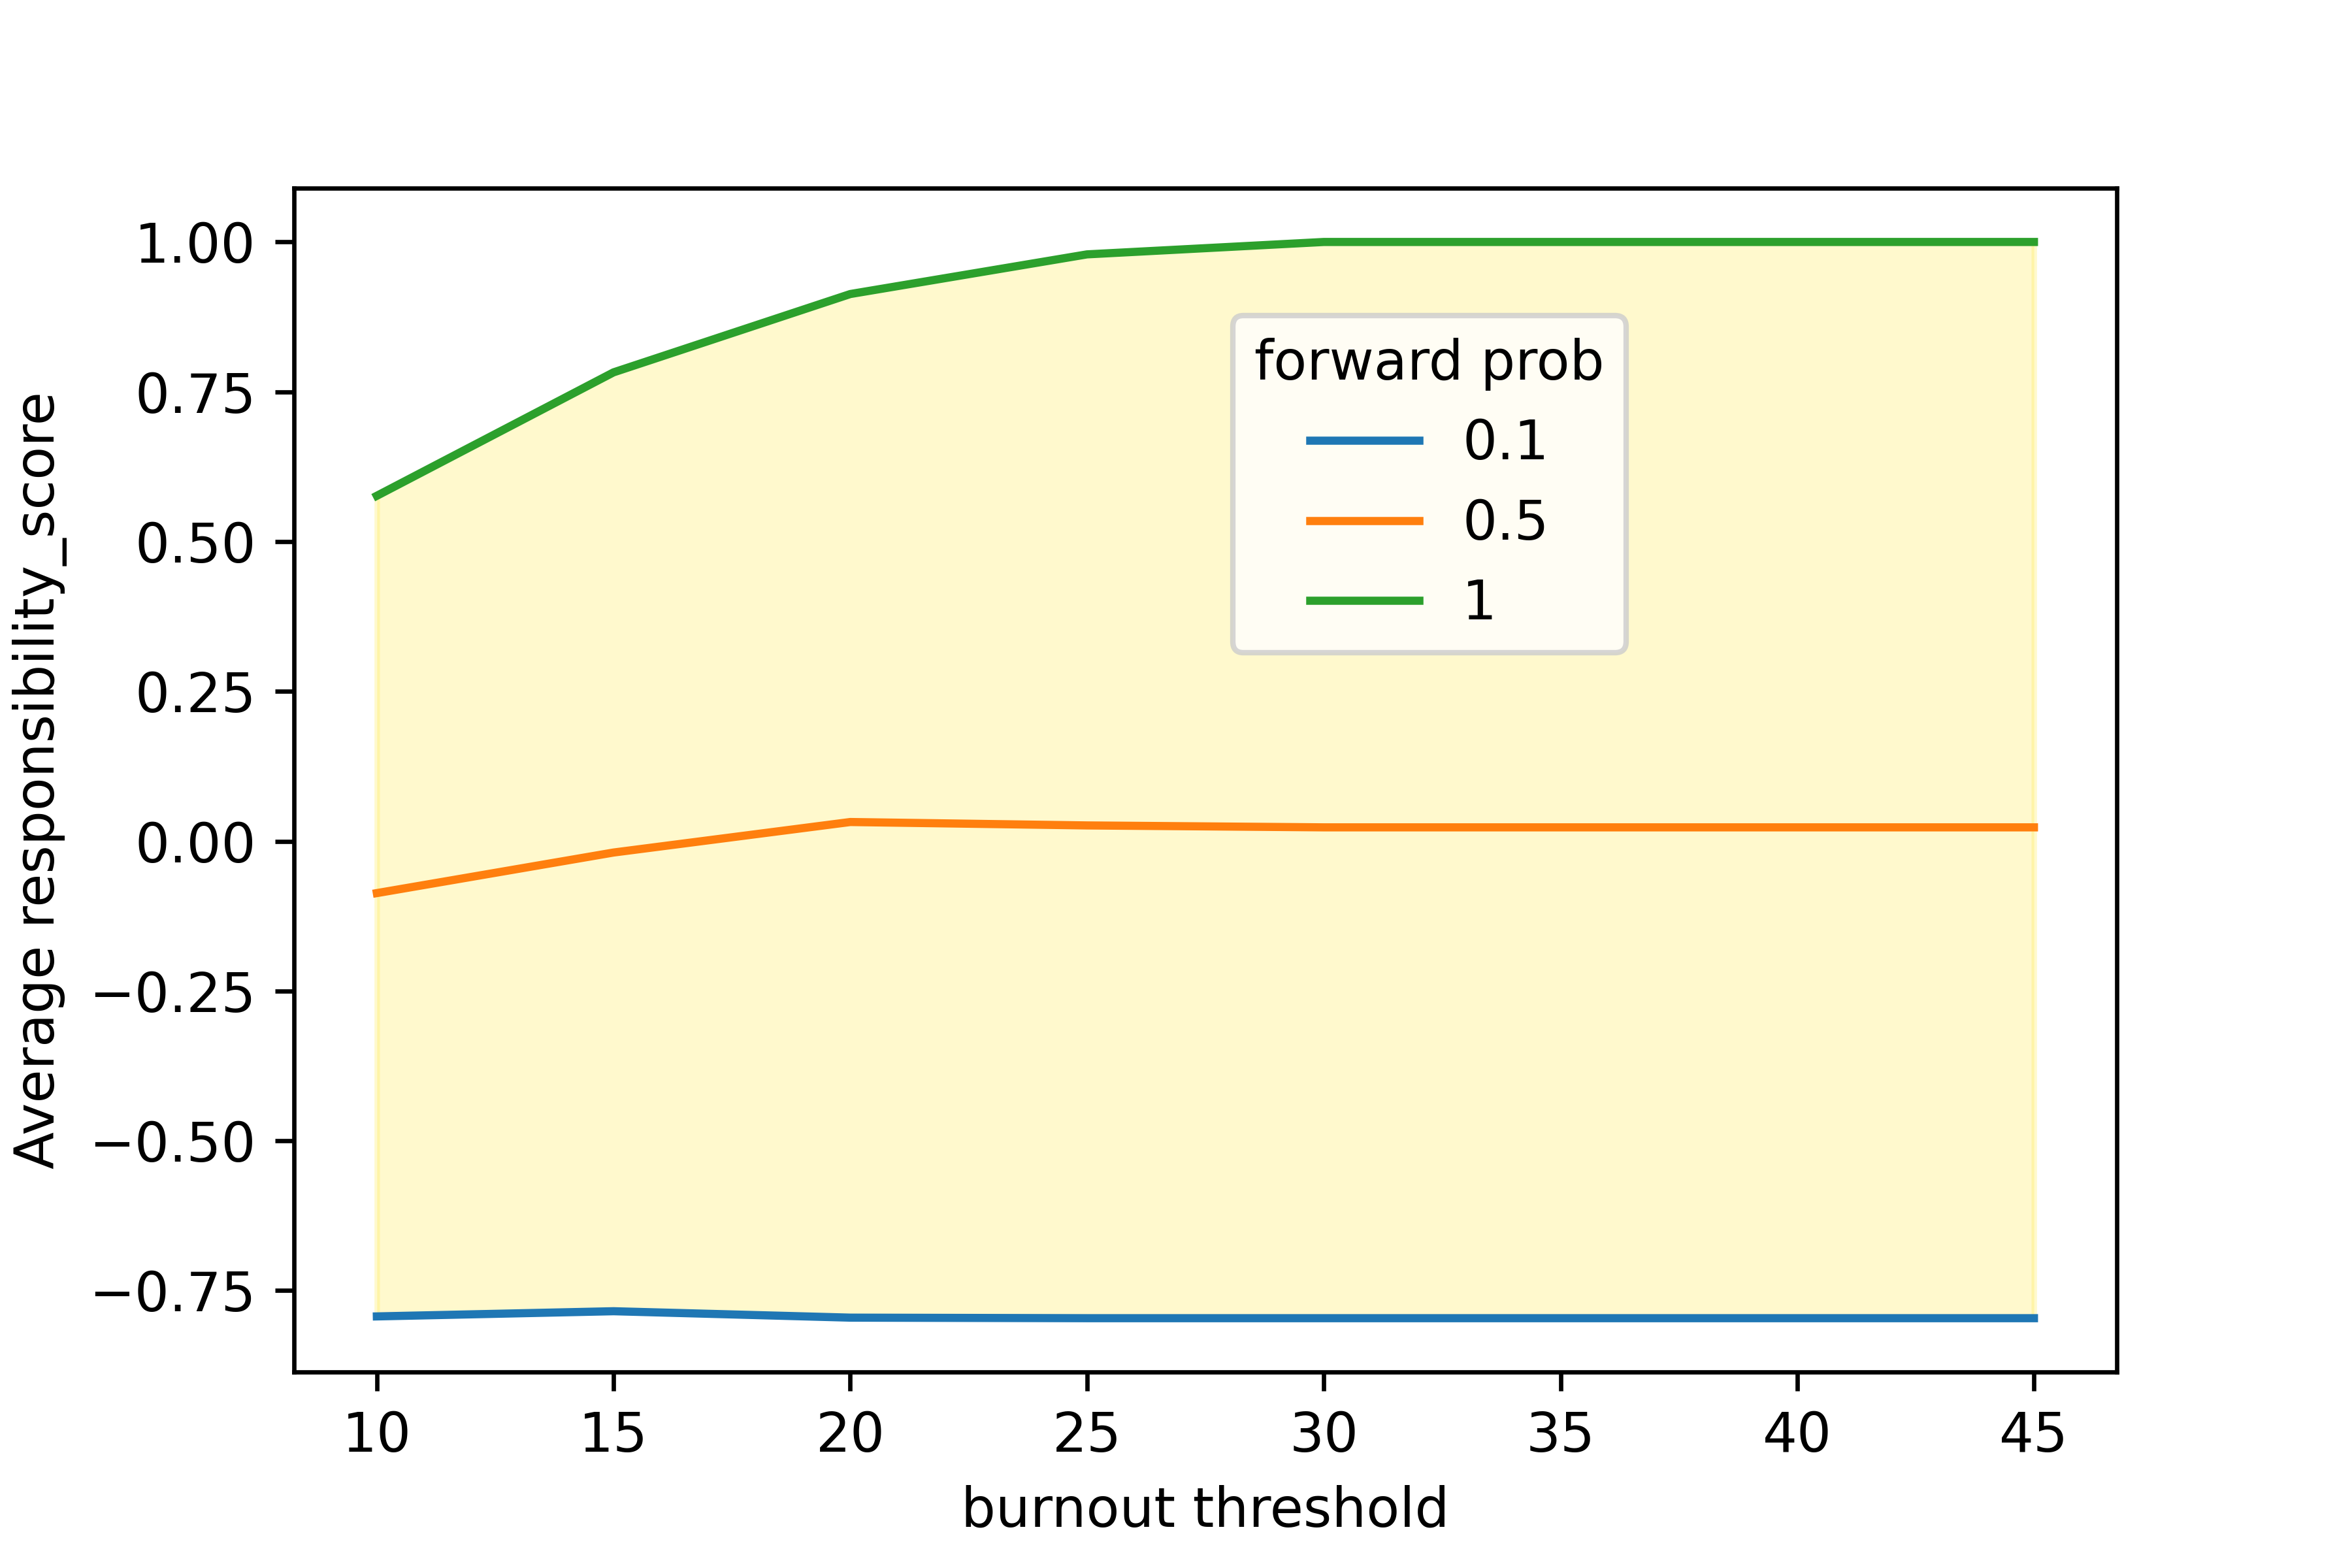 1.00
0.75
0.50
0.25
0.00
−0.25
−0.50
−0.75
Average responsibility_score
forward prob
0.1
0.5
1
10 15 20 25 30 35 40 45
burnout threshold